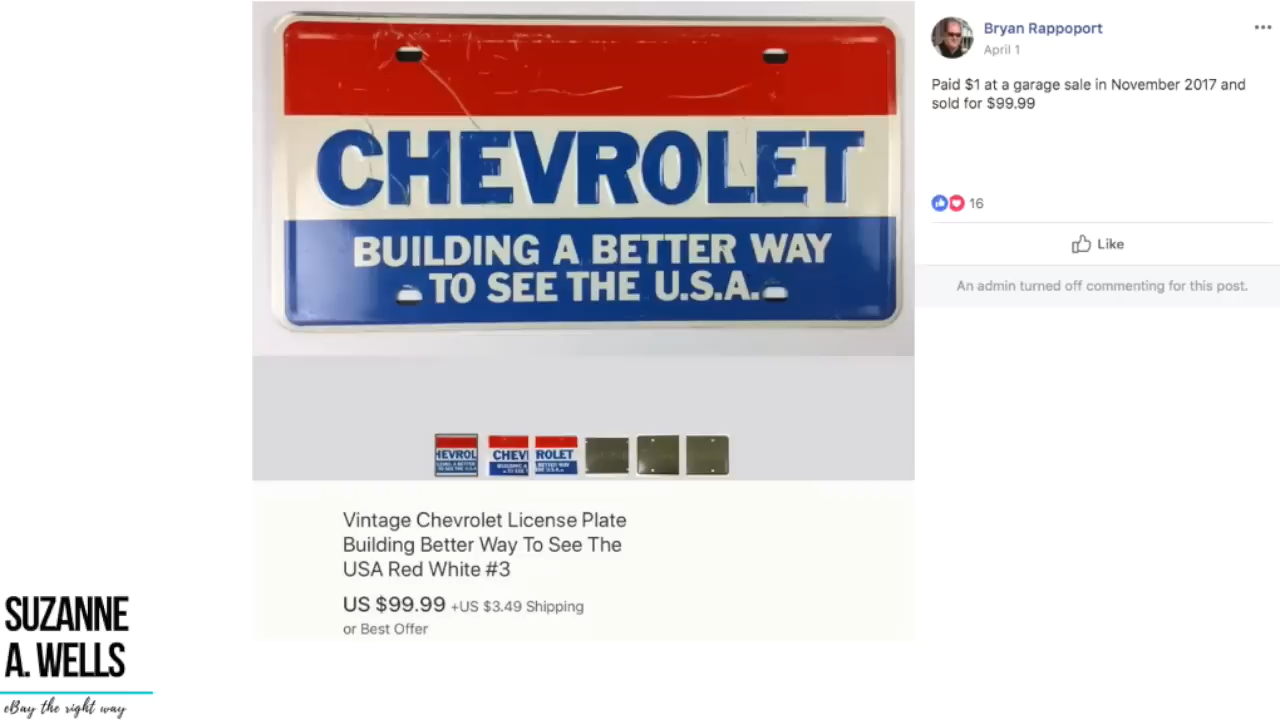 CHEVROLET
BUILDING A BETTER WAY
TO SEE THE U.S.A.
Vintage Chevrolet License Plate
Building Better Way To See The
USA Red White #3
US $99.99 +US $3.49 Shipping
or Best Offer
Bryan Rappoport
April 1
Paid $1 at a garage sale in November 2017 and
sold for $99.99
16
Like
An admin turned off commenting for this post.
SUZANNE
A. WELLS
eBay the right way